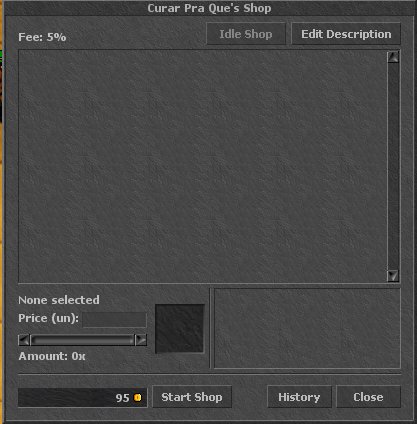 Curar Pra Que's Shop
Fee: 5%
Idle Shop
Edit Description
None selected
Price (un):
Amount: 0x
95
Start Shop
History
Close